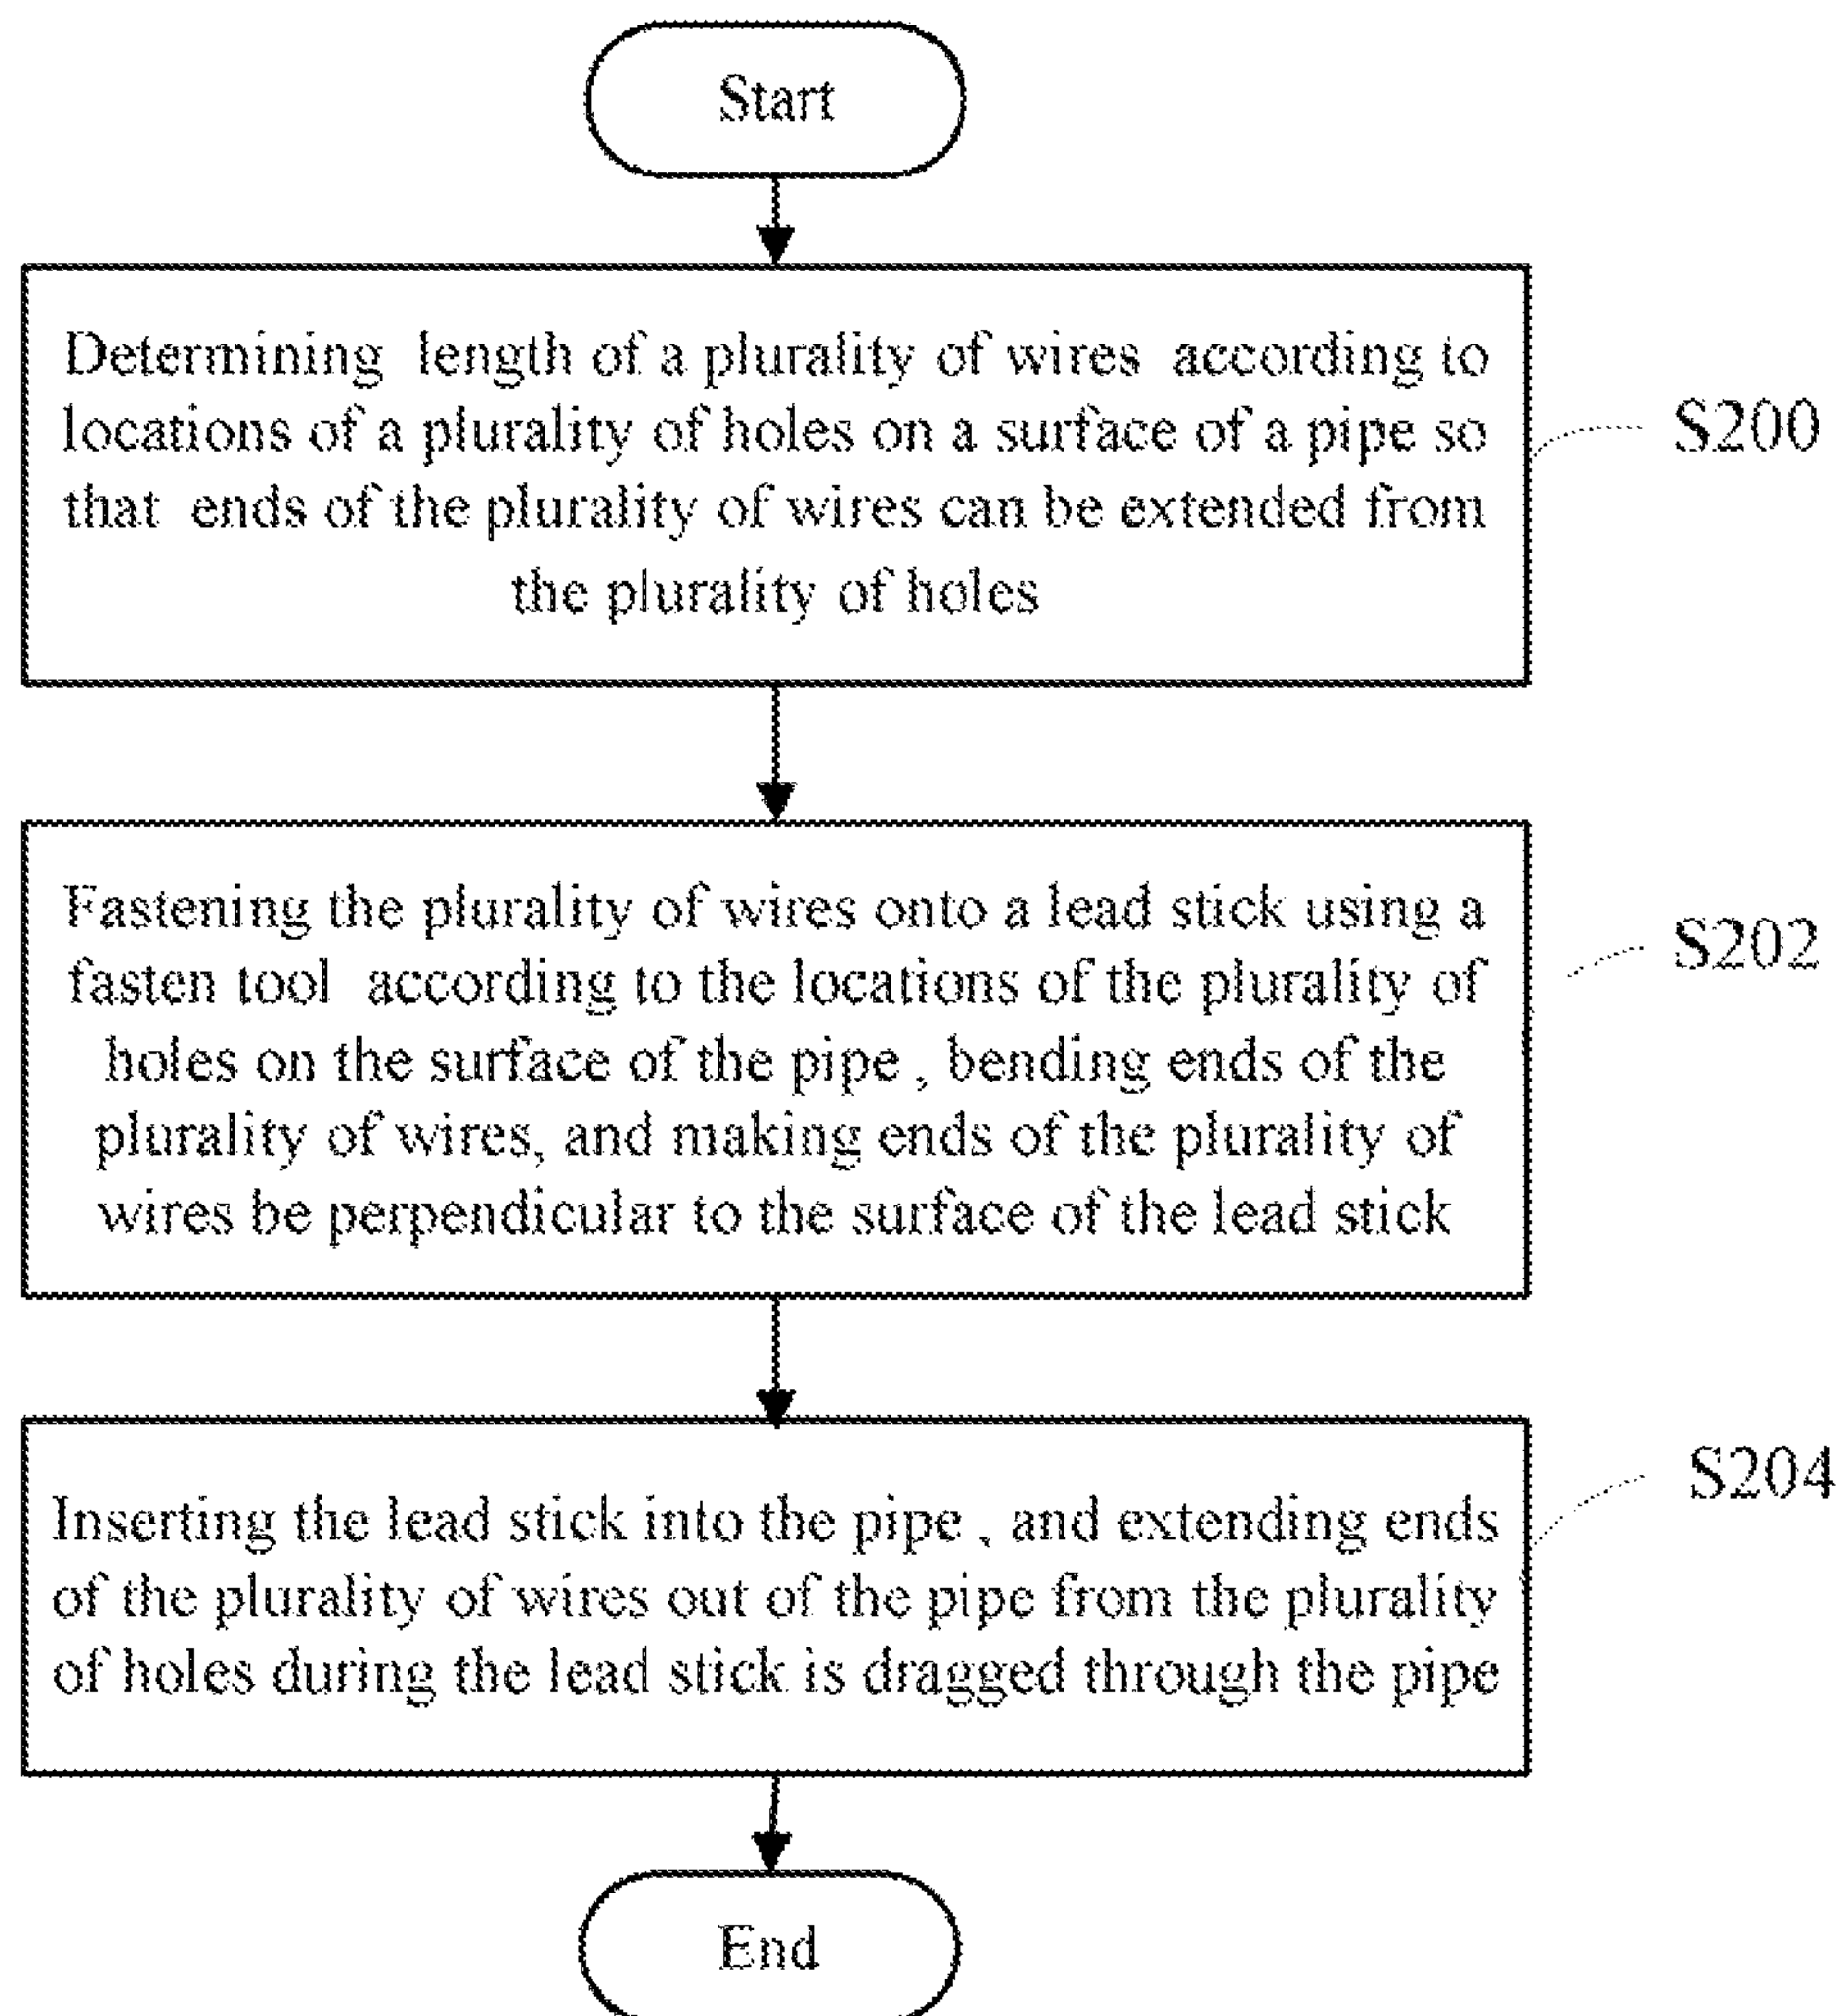 Start
Determining length of a plurality of wires according to
locations of a plurality of holes on a surface of a pipe so
that ends of the plurality of wires can be extended from
the plurality of holes
S200
Fastening the plurality of wires onto a lead stick using a
fasten tool according to the locations of the plurality of
holes on the surface of the pipe, bending ends of the
plurality of wires, and making ends of the plurality of
wires be perpendicular to the surface of the lead stick
S202
Inserting the lead stick into the pipe, and extending ends
of the plurality of wires out of the pipe from the plurality
of holes during the lead stick is dragged through the pipe
S204
End